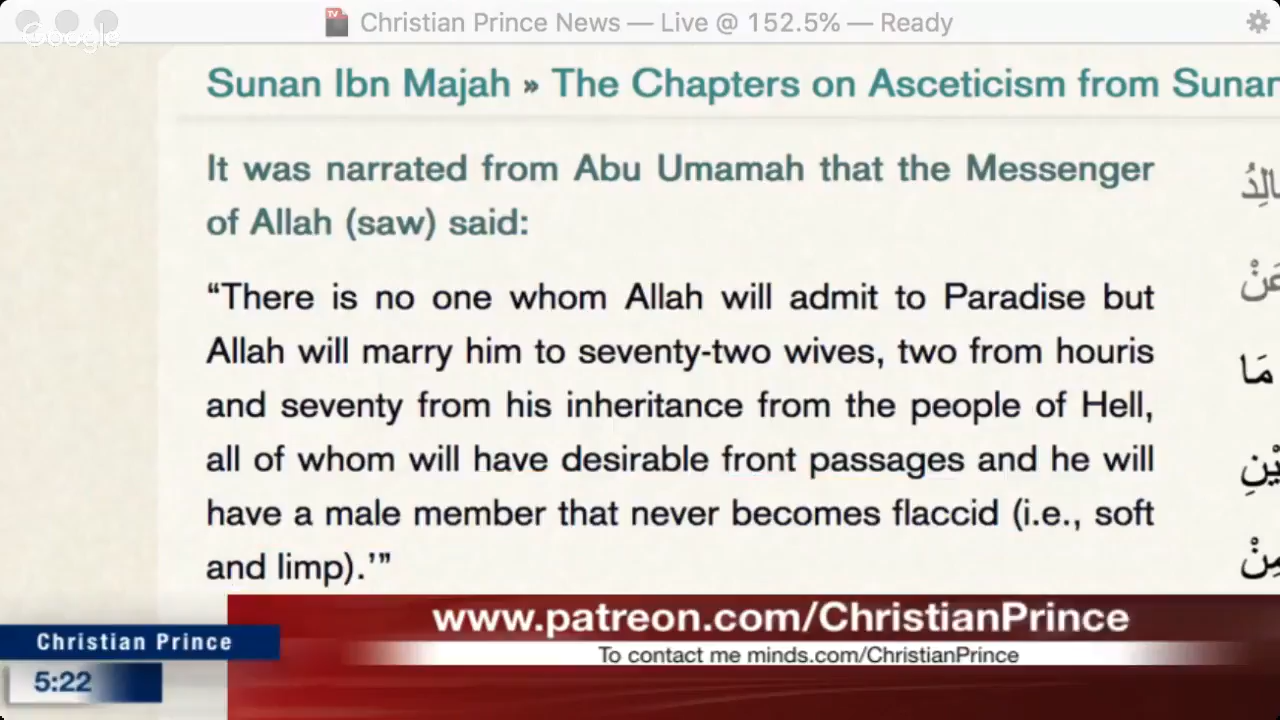 Christian Prince News — Live @ 152.5% — Ready
Google
Sunan Ibn Majah » The Chapters on Asceticism from Sunan
It was narrated from Abu Umamah that the Messenger
of Allah (saw) said:
“There is no one whom Allah will admit to Paradise but
Allah will marry him to seventy-two wives, two from houris
and seventy from his inheritance from the people of Hell,
all of whom will have desirable front passages and he will
have a male member that never becomes flaccid (i.e., soft
and limp).’”
عَنْ
مَا
مِنْ
www.patreon.com/ChristianPrince
Christian Prince
To contact me minds.com/ChristianPrince
5:22